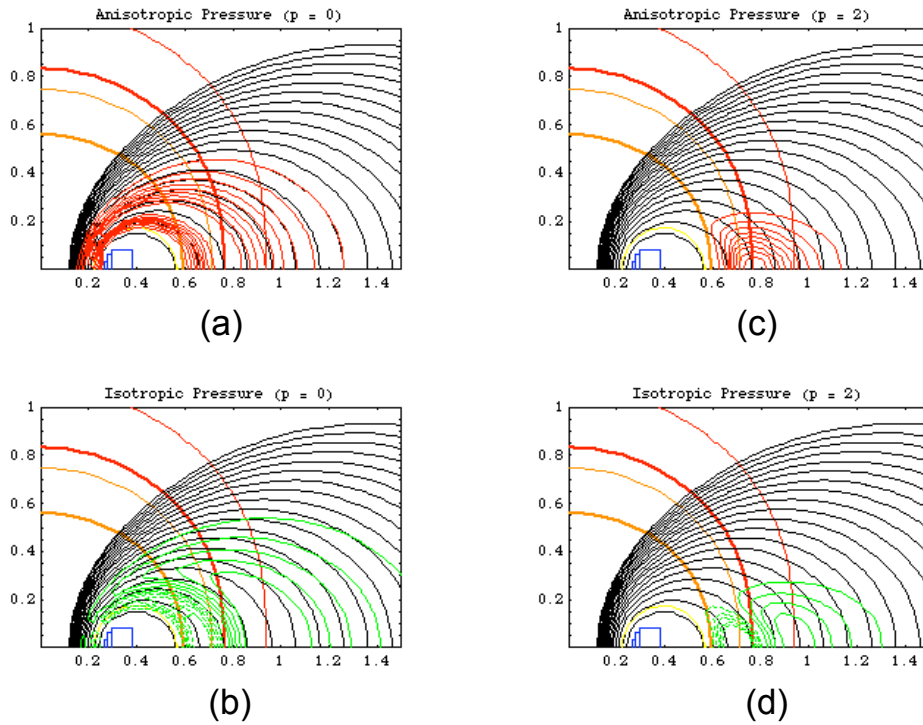 Anisotropic Pressure (p = 0)
1
0.8
0.6
0.4
0.2
0.2 0.4 0.6 0.8 1 1.2 1.4
(a)
Anisotropic Pressure (p = 2)
1
0.8
0.6
0.4
0.2
0.2 0.4 0.6 0.8 1 1.2 1.4
(c)
Isotropic Pressure (p = 0)
1
0.8
0.6
0.4
0.2
0.2 0.4 0.6 0.8 1 1.2 1.4
(b)
Isotropic Pressure (p = 2)
1
0.8
0.6
0.4
0.2
0.2 0.4 0.6 0.8 1 1.2 1.4
(d)